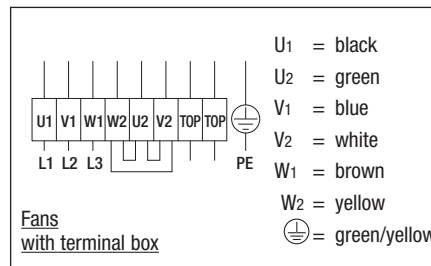 U1 V1 W1 W2 U2 V2 TOP TOP
L1 L2 L3 PE
Fans
with terminal box
U1 = black
U2 = green
V1 = blue
V2 = white
W1 = brown
W2 = yellow
= green/yellow